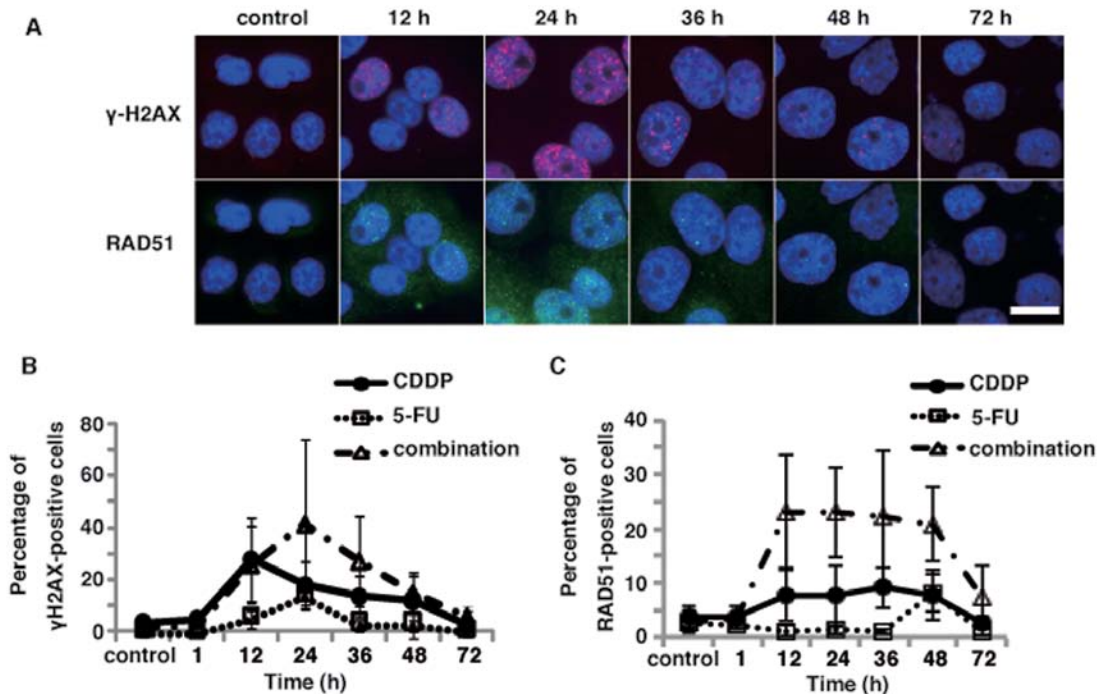 A
control 12 h 24 h 36 h 48 h 72 h
γ-H2AX
RAD51
B
CDDP
5-FU
combination
Percentage of
γH2AX-positive cells
80
60
40
20
0
control 1 12 24 36 48 72
Time (h)
C
CDDP
5-FU
combination
Percentage of
RAD51-positive cells
40
30
20
10
0
control 1 12 24 36 48 72
Time (h)